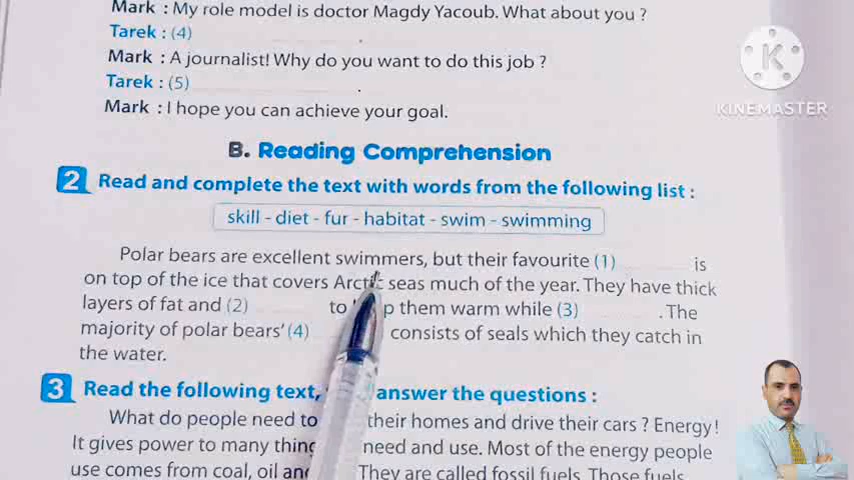 Mark : My role model is doctor Magdy Yacoub. What about you ?
Tarek : (4) .
Mark : A journalist! Why do you want to do this job ?
Tarek : (5) .
Mark : I hope you can achieve your goal.
K
KINEMASTER
B. Reading Comprehension
2 Read and complete the text with words from the following list :
skill - diet - fur - habitat - swim - swimming
Polar bears are excellent swimmers, but their favourite (1) is
on top of the ice that covers Arctic seas much of the year. They have thick
layers of fat and (2) to p them warm while (3) . The
majority of polar bears' (4) consists of seals which they catch in
the water.
3 Read the following text, answer the questions :
What do people need to their homes and drive their cars ? Energy!
It gives power to many thing need and use. Most of the energy people
use comes from coal, oil and They are called fossil fuels. Those fuels